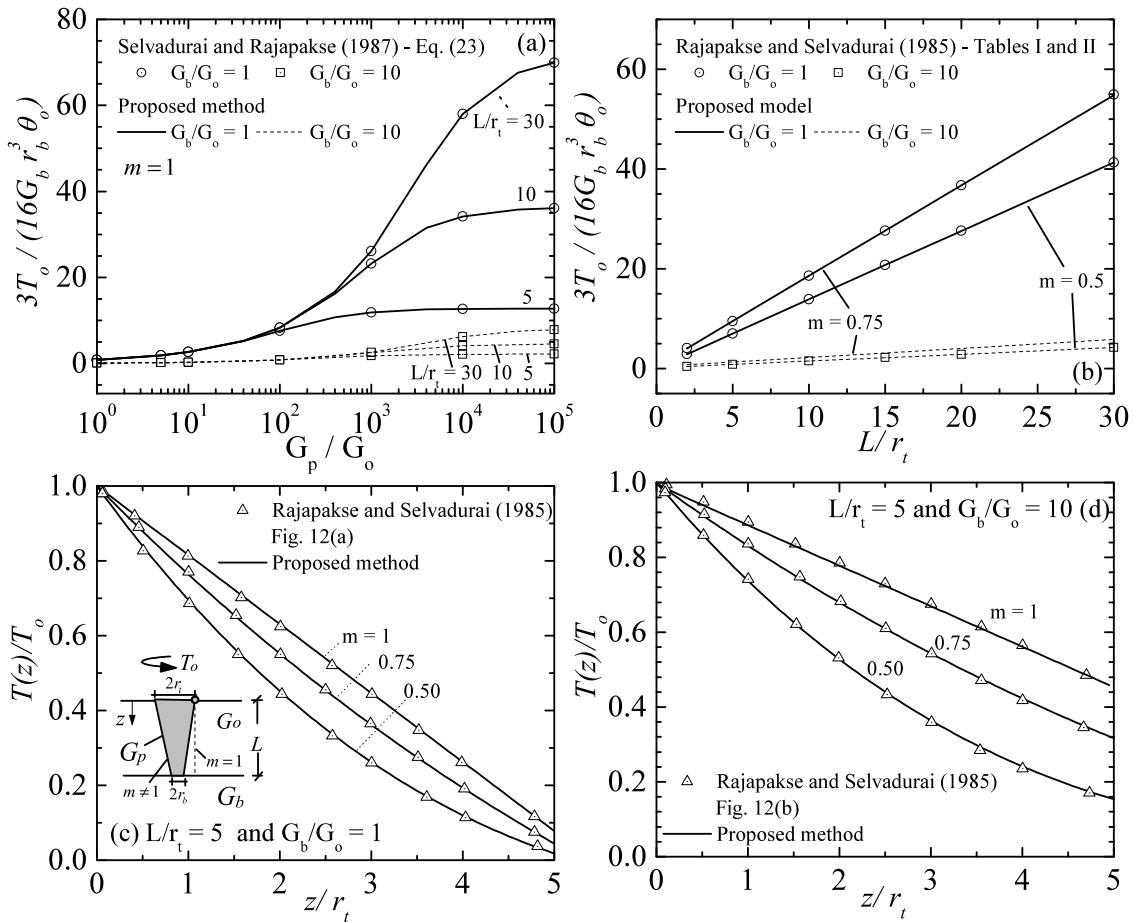 80
60
40
20
0
3T_o / (16G_b r_b^3 θ_o)
Selvadurai and Rajapakse (1987) - Eq. (23)
(a)
G_b/G_o = 1
G_b/G_o = 10
Proposed method
G_b/G_o = 1
G_b/G_o = 10
m = 1
L/r_t = 30
10
5
L/r_t = 30
10
5
10^0 10^1 10^2 10^3 10^4 10^5
G_p / G_o
60
40
20
0
3T_o / (16G_b r_b^3 θ_o)
Rajapakse and Selvadurai (1985) - Tables I and II
G_b/G_o = 1
G_b/G_o = 10
Proposed model
G_b/G_o = 1
G_b/G_o = 10
m = 0.5
m = 0.75
(b)
0 5 10 15 20 25 30
L/ r_t
1.0
0.8
0.6
0.4
0.2
0.0
T(z)/T_o
Rajapakse and Selvadurai (1985)
Fig. 12(a)
Proposed method
m = 1
0.75
0.50
T_o
2r_t
z
G_o
L
G_p
m=1
m≠1
2r_b
G_b
(c) L/r_t = 5 and G_b/G_o = 1
0 1 2 3 4 5
z/ r_t
1.0
0.8
0.6
0.4
0.2
0.0
T(z)/T_o
L/r_t = 5 and G_b/G_o = 10 (d)
m = 1
0.75
0.50
Rajapakse and Selvadurai (1985)
Fig. 12(b)
Proposed method
0 1 2 3 4 5
z/ r_t